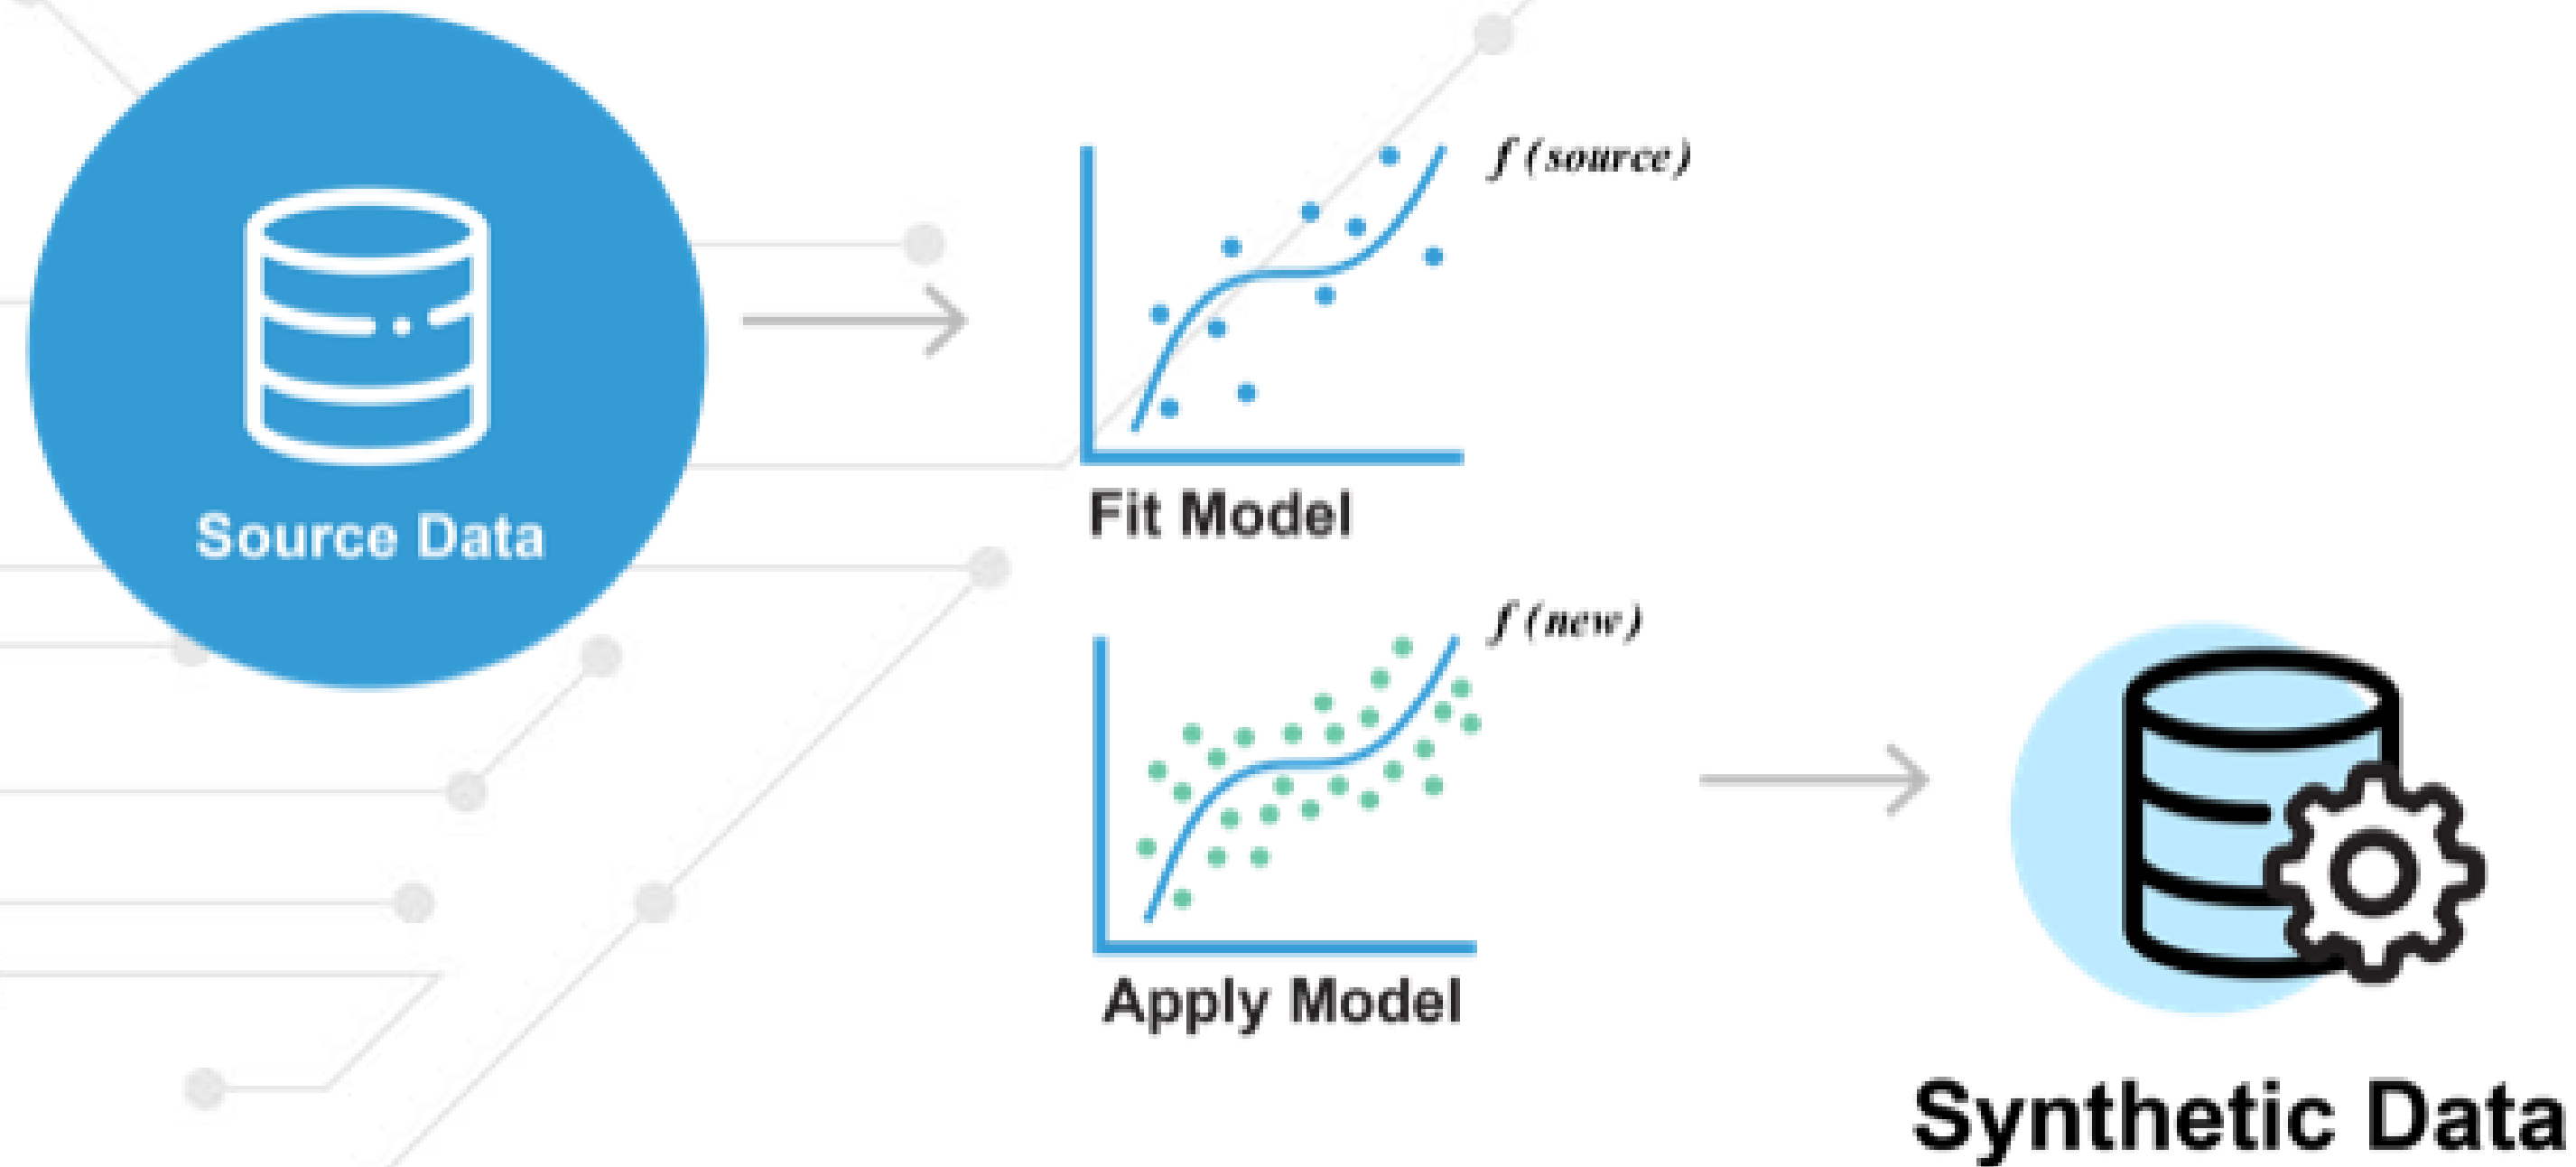 Source Data
f (source)
Fit Model
f (new)
Apply Model
Synthetic Data